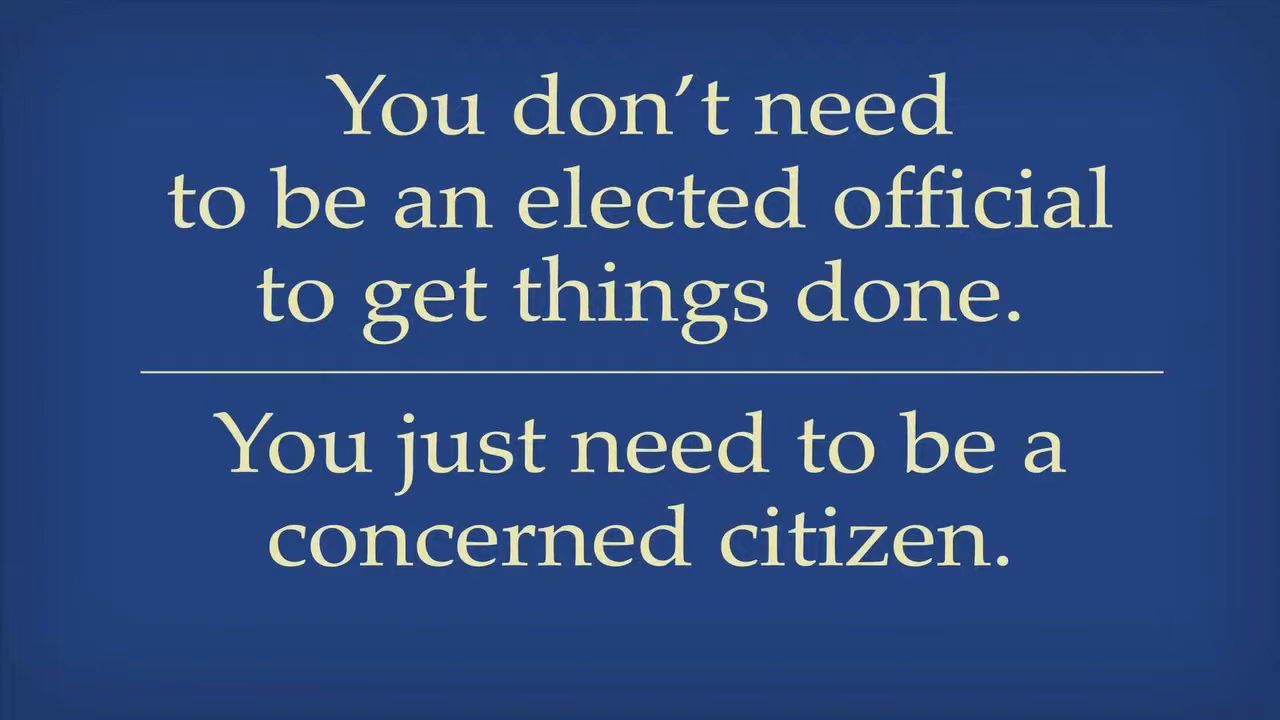 You don’t need
to be an elected official
to get things done.
You just need to be a
concerned citizen.